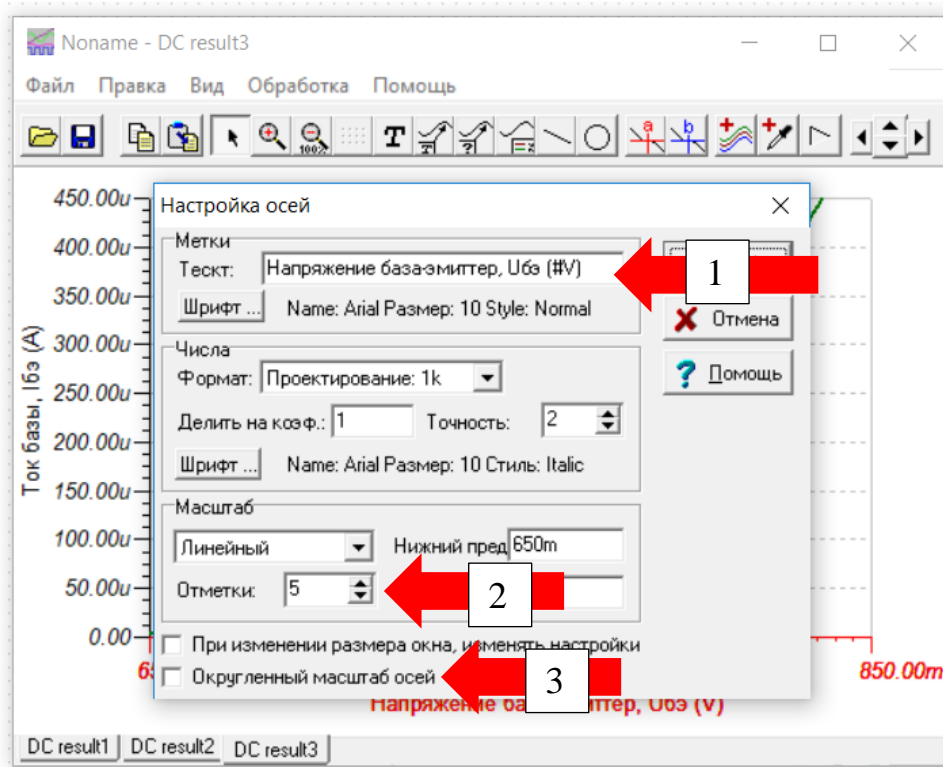 Noname - DC result3
Файл Правка Вид Обработка Помощь
100% T T ? a b
450.00u
400.00u
350.00u
300.00u
250.00u
200.00u
150.00u
100.00u
50.00u
0.00
Ток базы, Iбэ (A)
Настройка осей
Метки
Тескт: Напряжение база-эмиттер, Uбэ (#V)
1
Шрифт ... Name: Arial Размер: 10 Style: Normal
Отмена
Числа
Формат: Проектирование: 1k
? Помощь
Делить на коэф.: 1 Точность: 2
Шрифт ... Name: Arial Размер: 10 Стиль: Italic
Масштаб
Линейный Нижний пред 650m
Отметки: 5
2
При изменении размера окна, изменять настройки
Округленный масштаб осей
3
850.00m
DC result1 DC result2 DC result3